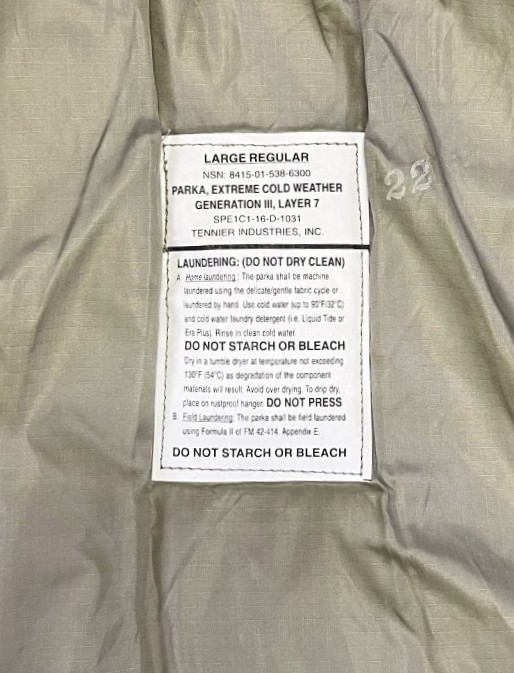 LARGE REGULAR
NSN: 8415-01-538-6300
PARKA, EXTREME COLD WEATHER
GENERATION III, LAYER 7
SPE1C1-16-D-1031
TENNIER INDUSTRIES, INC.
22
LAUNDERING: (DO NOT DRY CLEAN)
A. Home laundering: The parka shall be machine
laundered using the delicate/gentle fabric cycle or
laundered by hand. Use cold water (up to 90°F/32°C)
and cold water laundry detergent (i.e. Liquid Tide or
Era Plus). Rinse in clean cold water.
DO NOT STARCH OR BLEACH
Dry in a tumble dryer at temperature not exceeding
130°F (54°C) as degradation of the component
materials will result. Avoid over drying. To drip dry,
place on rustproof hanger. DO NOT PRESS
B. Field Laundering: The parka shall be field laundered
using Formula II of FM 42-414. Appendix E.
DO NOT STARCH OR BLEACH